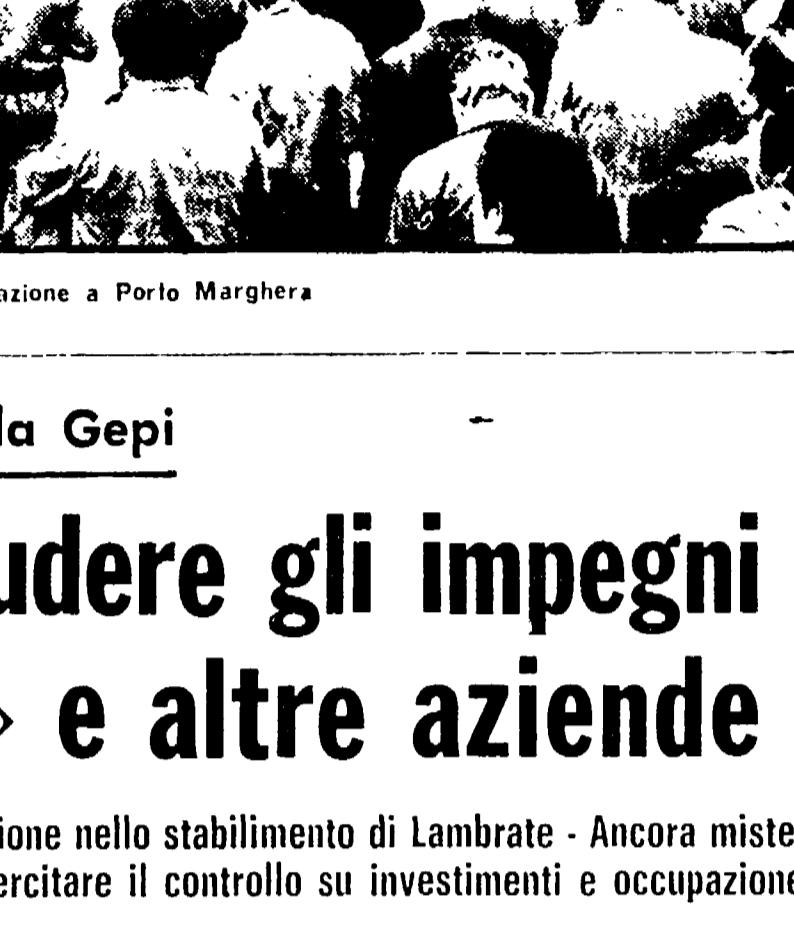 azione a Porto Marghera
la Gepi
udere gli impegni
» e altre aziende
ione nello stabilimento di Lambrate - Ancora miste
ercitare il controllo su investimenti e occupazione